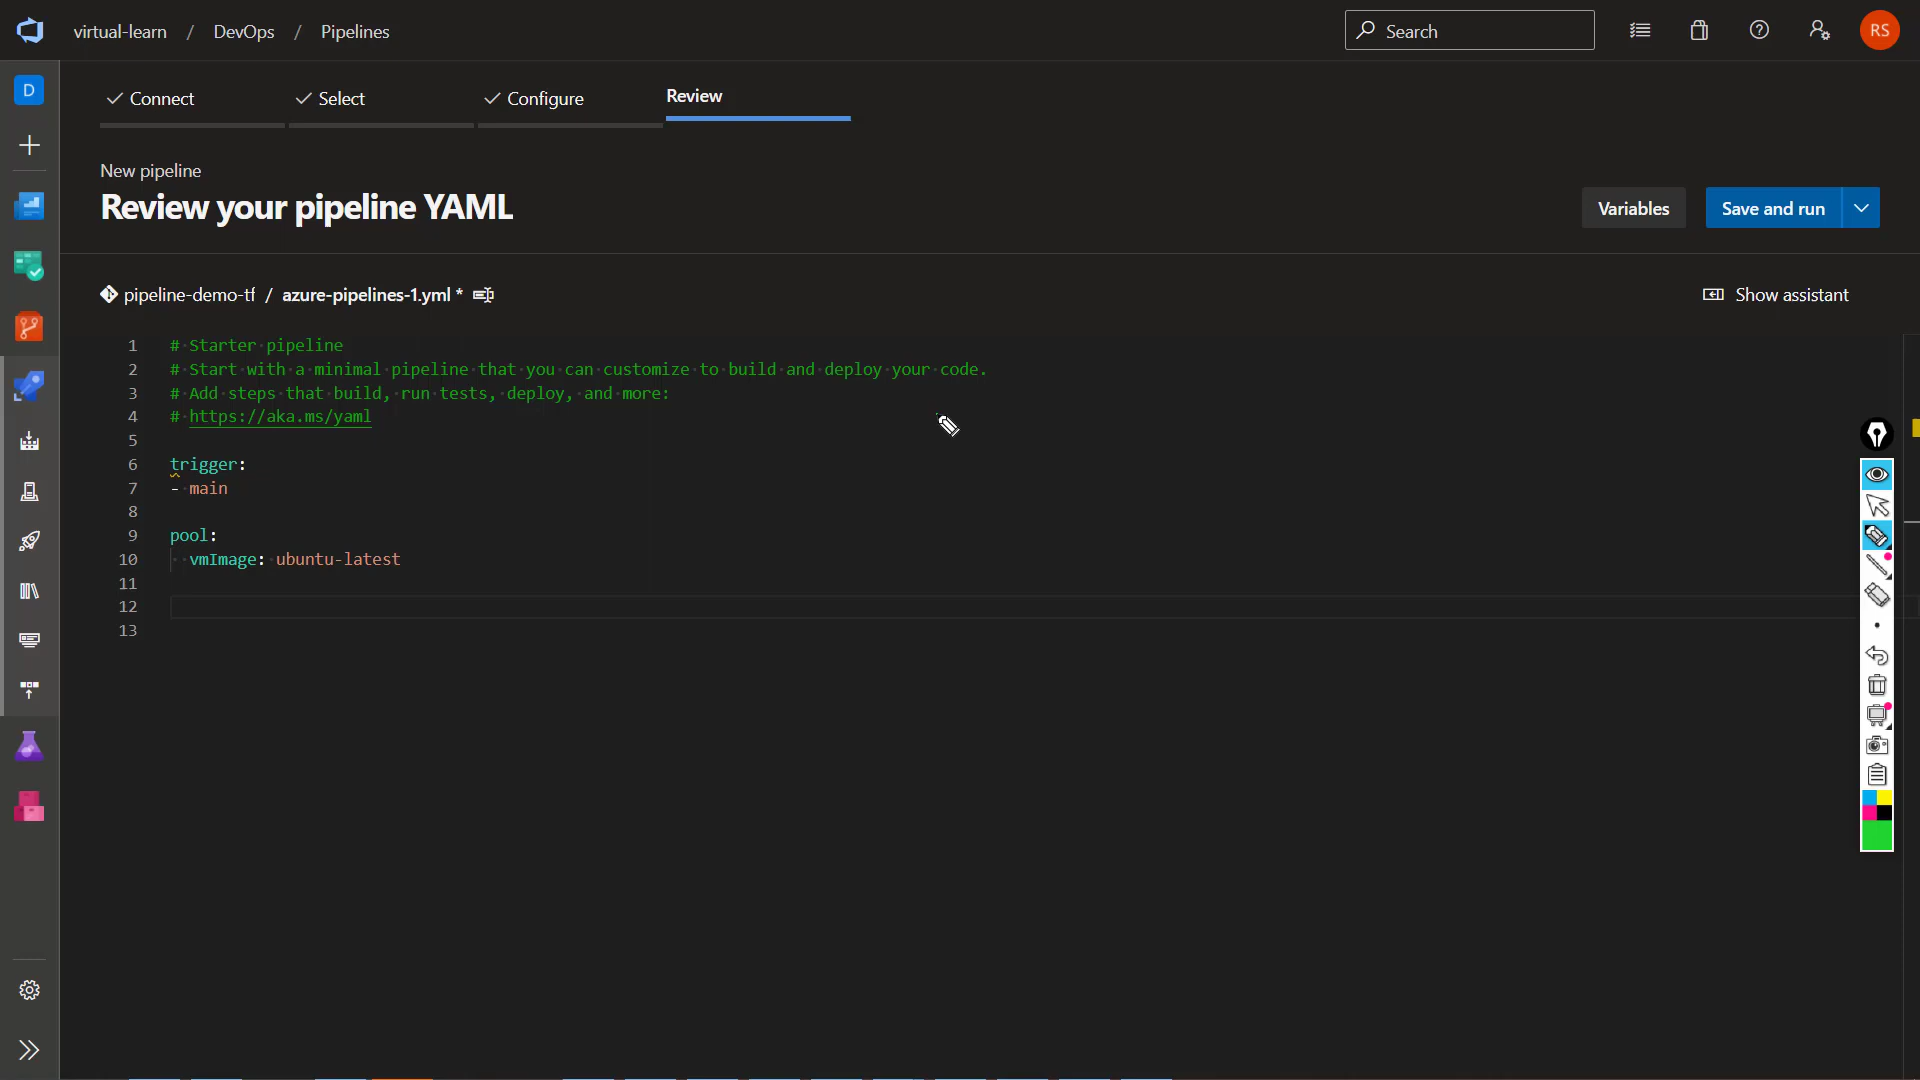 virtual-learn / DevOps / Pipelines
Search
RS
D
Connect
Select
Configure
Review
New pipeline
Review your pipeline YAML
Variables
Save and run
pipeline-demo-tf / azure-pipelines-1.yml *
Show assistant
1 # Starter pipeline
2 # Start with a minimal pipeline that you can customize to build and deploy your code.
3 # Add steps that build, run tests, deploy, and more:
4 # https://aka.ms/yaml
5
6 trigger:
7 - main
8
9 pool:
10   vmImage: ubuntu-latest
11
12
13